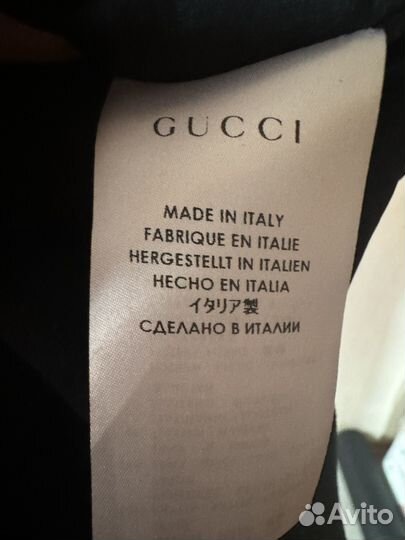 GUCCI
MADE IN ITALY
FABRIQUE EN ITALIE
HERGESTELLT IN ITALIEN
HECHO EN ITALIA
イタリア製
СДЕЛАНО В ИТАЛИИ
Avito